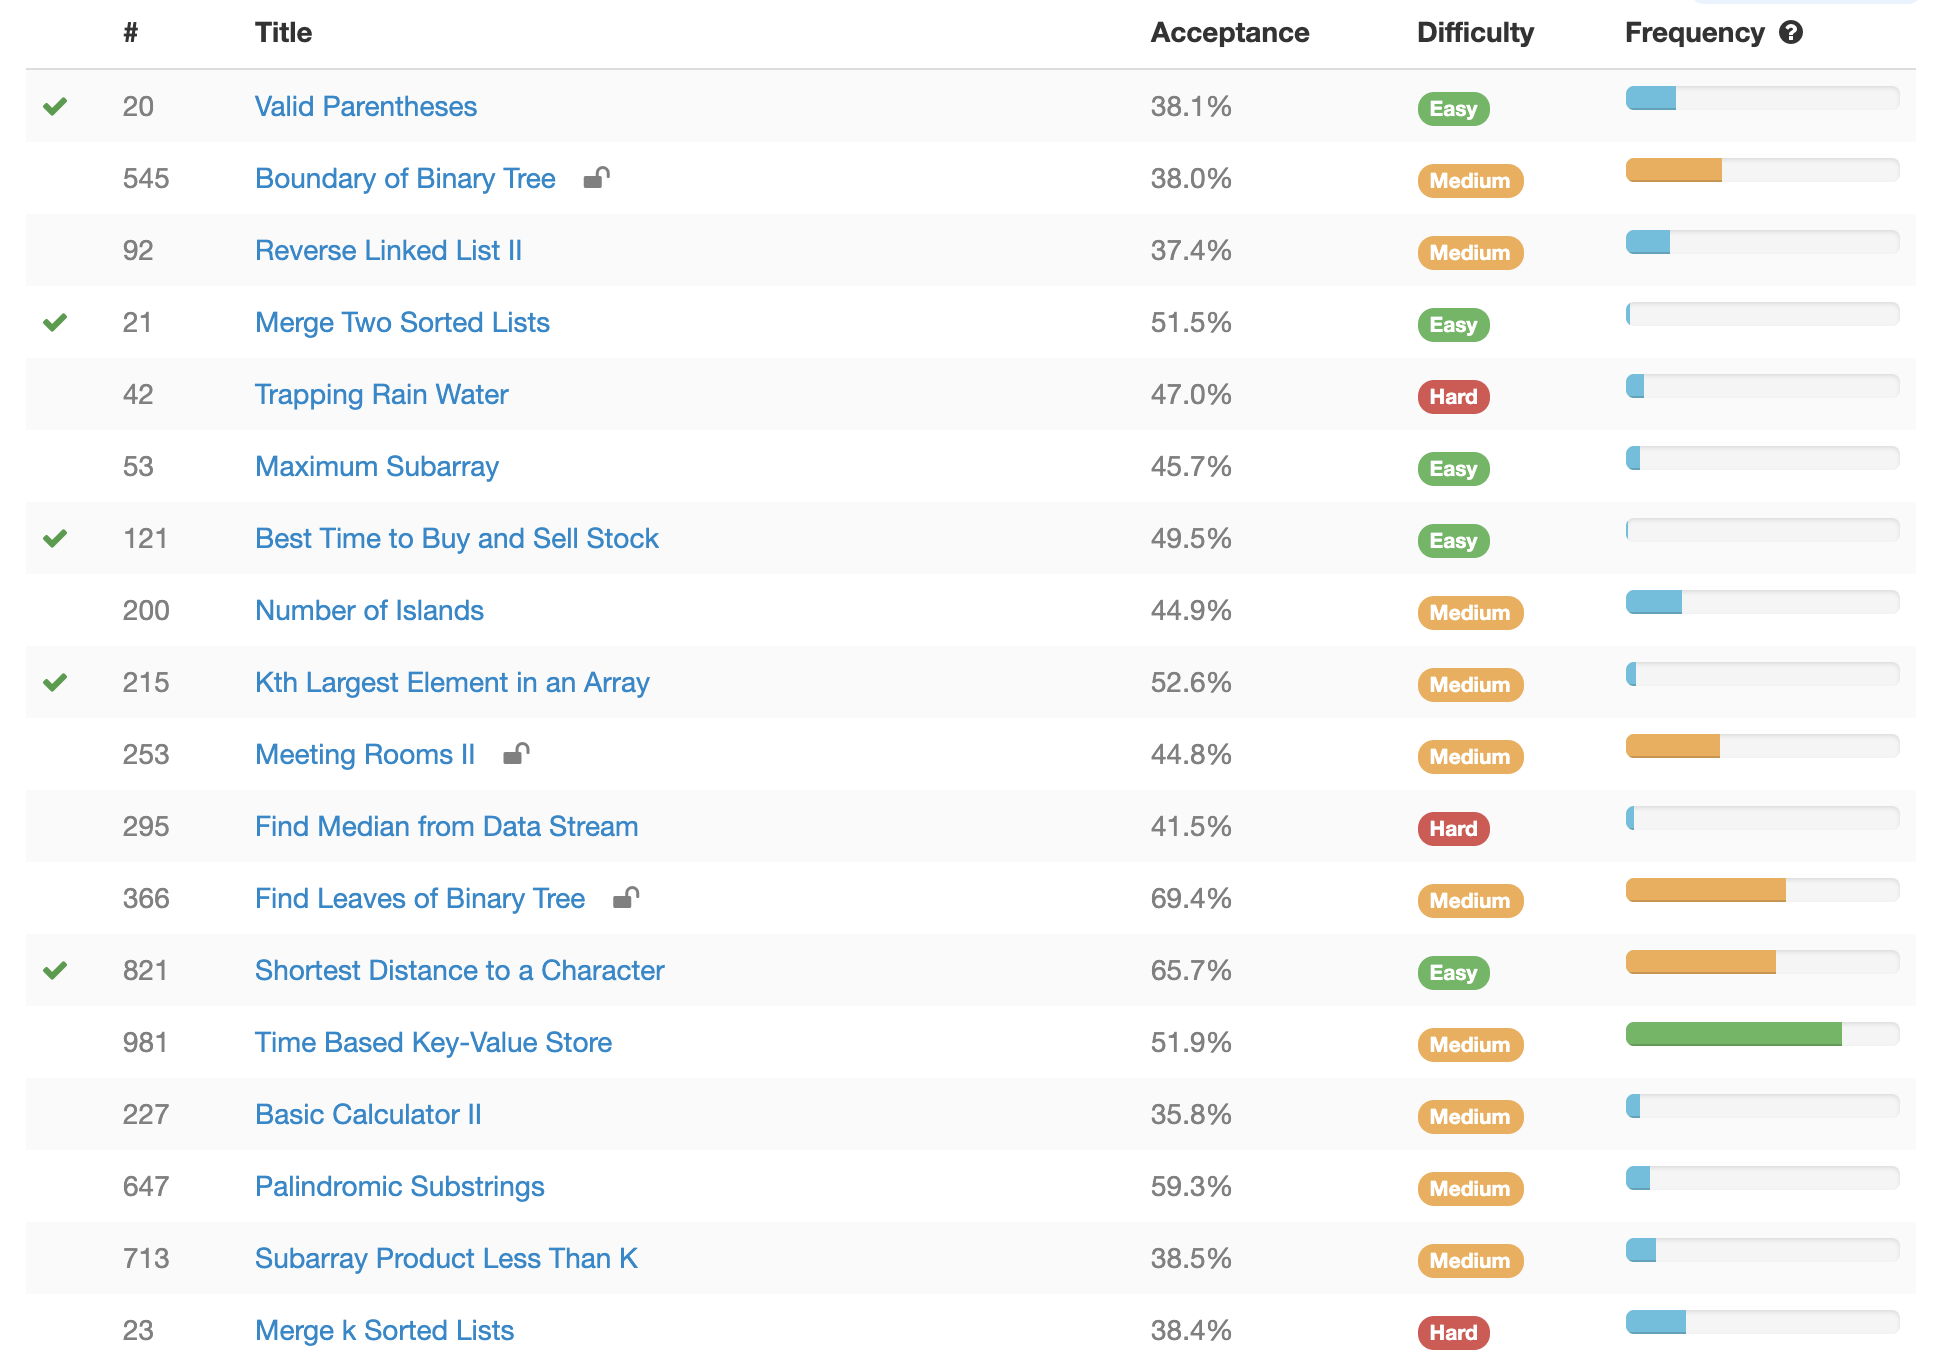 # Title Acceptance Difficulty Frequency
20 Valid Parentheses 38.1% Easy
545 Boundary of Binary Tree 38.0% Medium
92 Reverse Linked List II 37.4% Medium
21 Merge Two Sorted Lists 51.5% Easy
42 Trapping Rain Water 47.0% Hard
53 Maximum Subarray 45.7% Easy
121 Best Time to Buy and Sell Stock 49.5% Easy
200 Number of Islands 44.9% Medium
215 Kth Largest Element in an Array 52.6% Medium
253 Meeting Rooms II 44.8% Medium
295 Find Median from Data Stream 41.5% Hard
366 Find Leaves of Binary Tree 69.4% Medium
821 Shortest Distance to a Character 65.7% Easy
981 Time Based Key-Value Store 51.9% Medium
227 Basic Calculator II 35.8% Medium
647 Palindromic Substrings 59.3% Medium
713 Subarray Product Less Than K 38.5% Medium
23 Merge k Sorted Lists 38.4% Hard